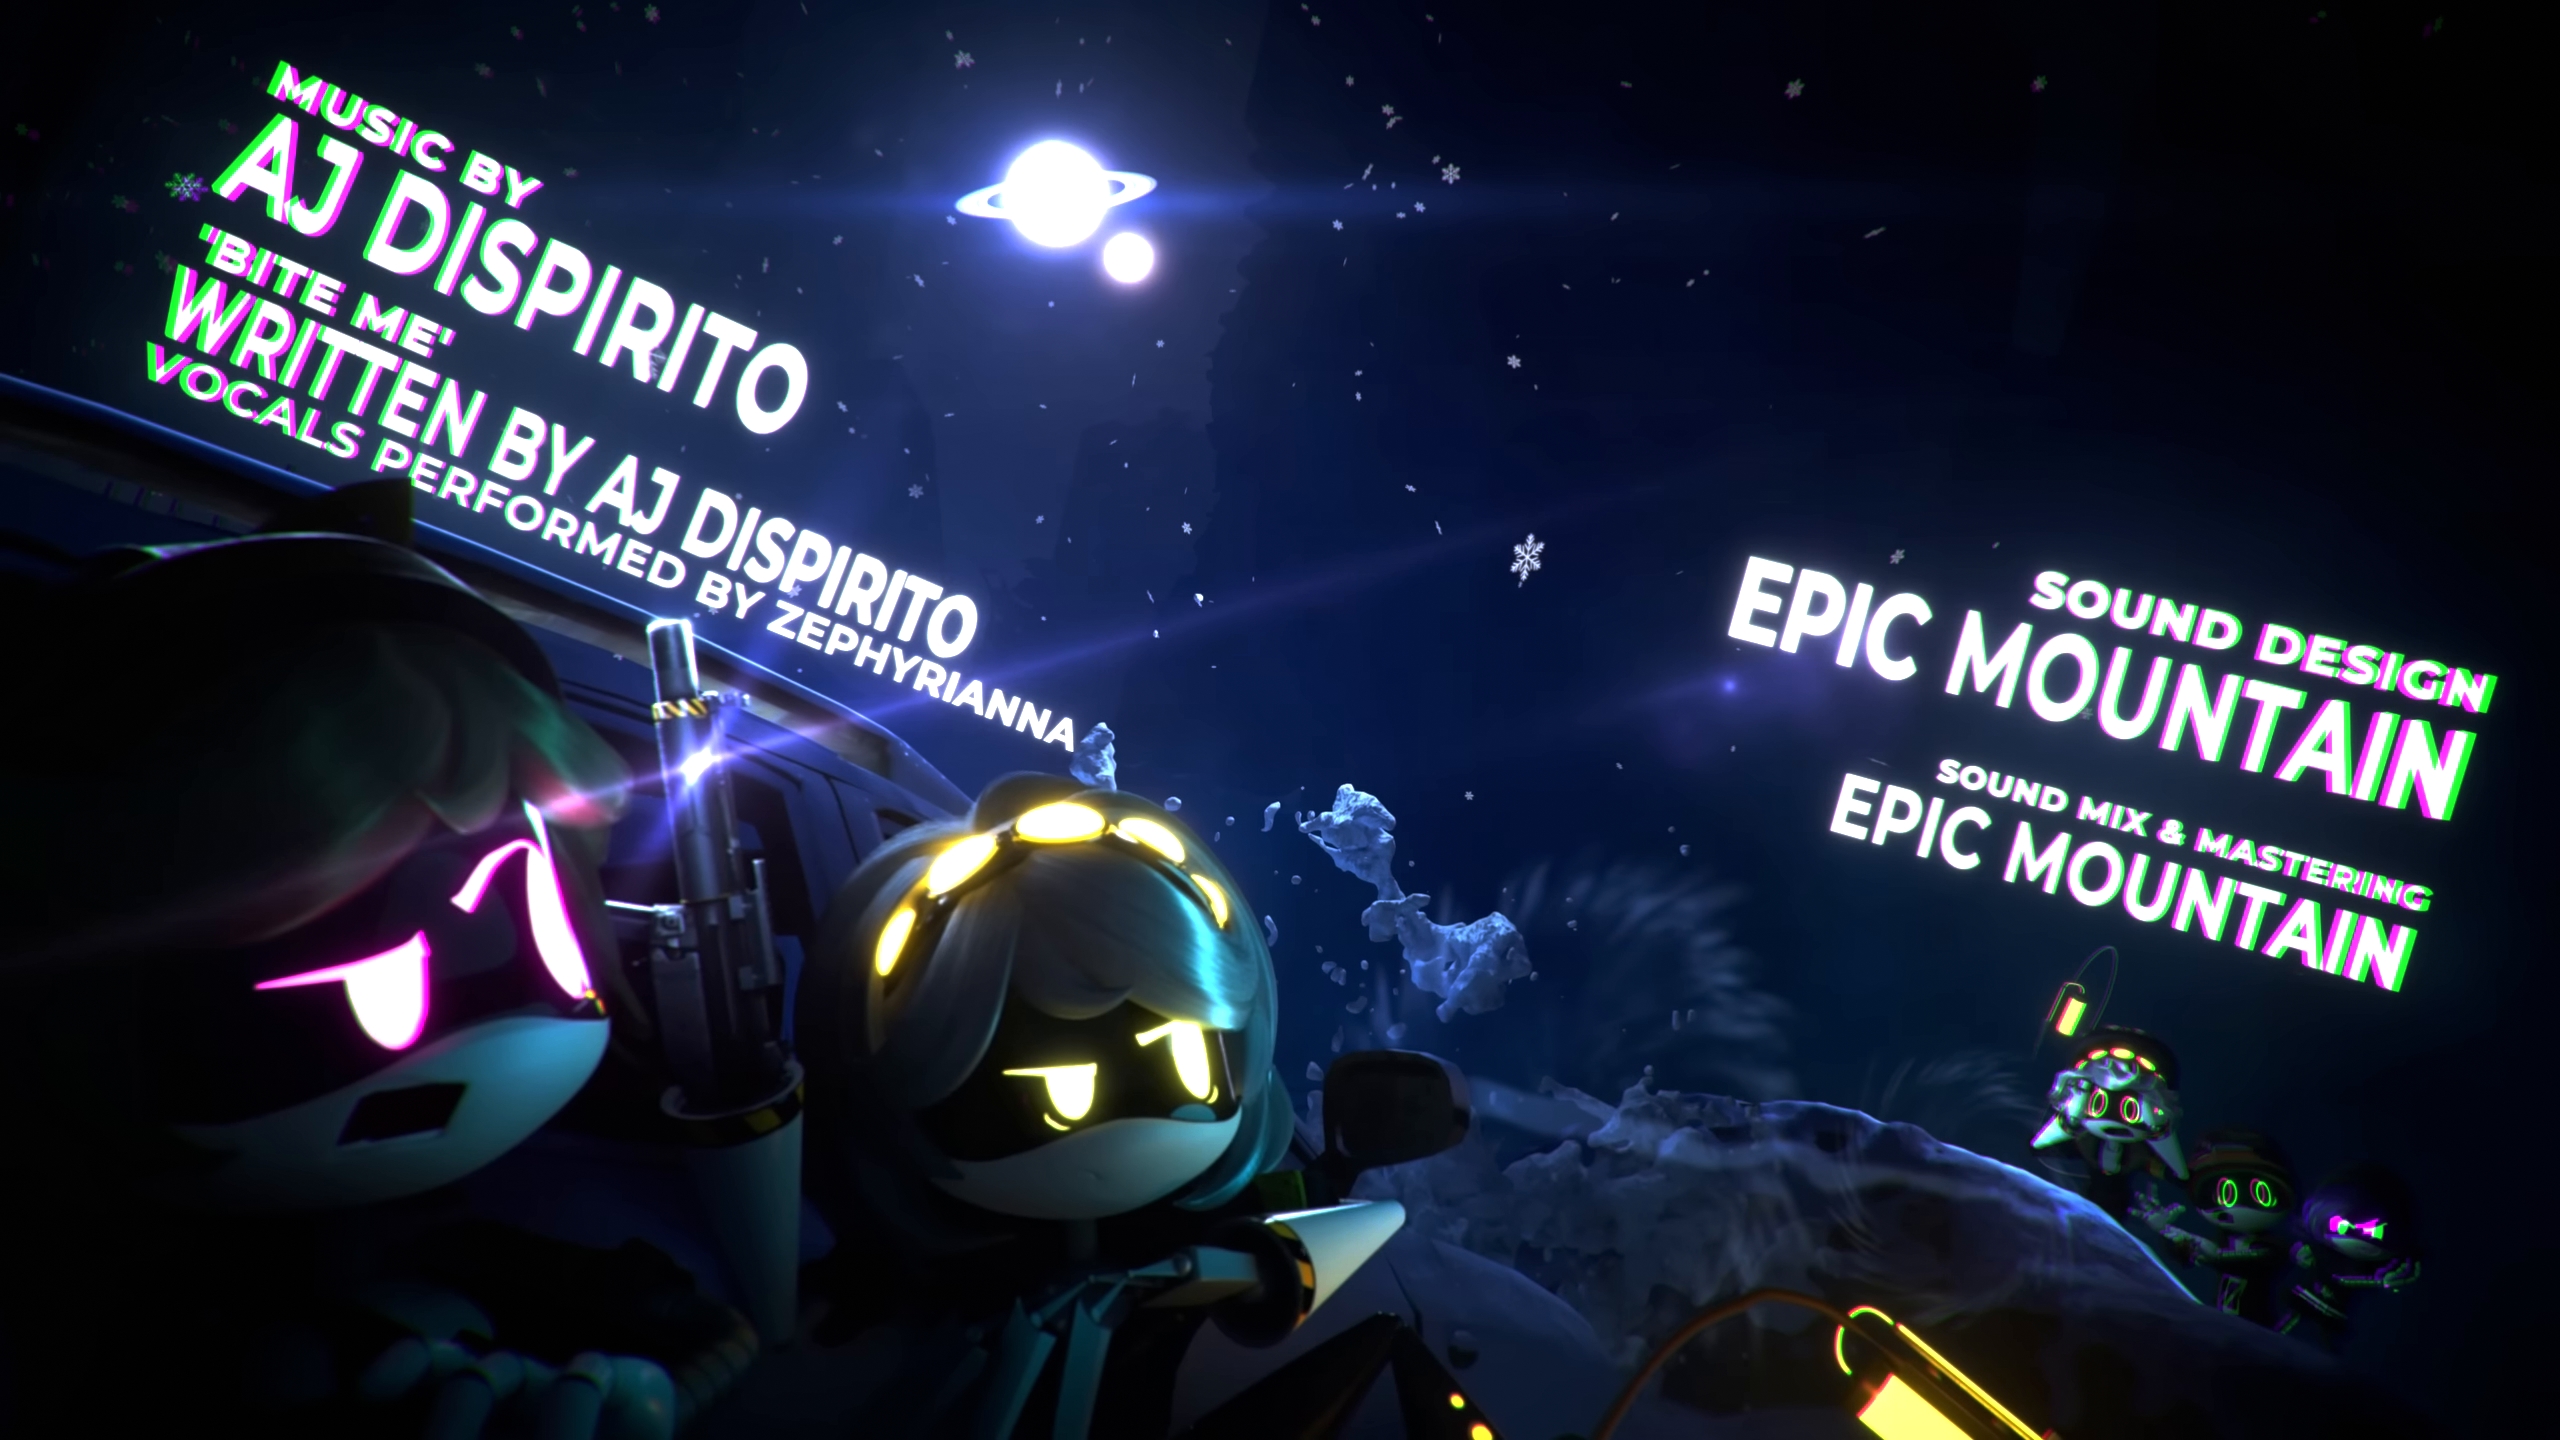 MUSIC BY
AJ DISPIRITO
'BITE ME'
WRITTEN BY AJ DISPIRITO
VOCALS PERFORMED BY ZEPHYRIANNA
SOUND DESIGN
EPIC MOUNTAIN
SOUND MIX & MASTERING
EPIC MOUNTAIN